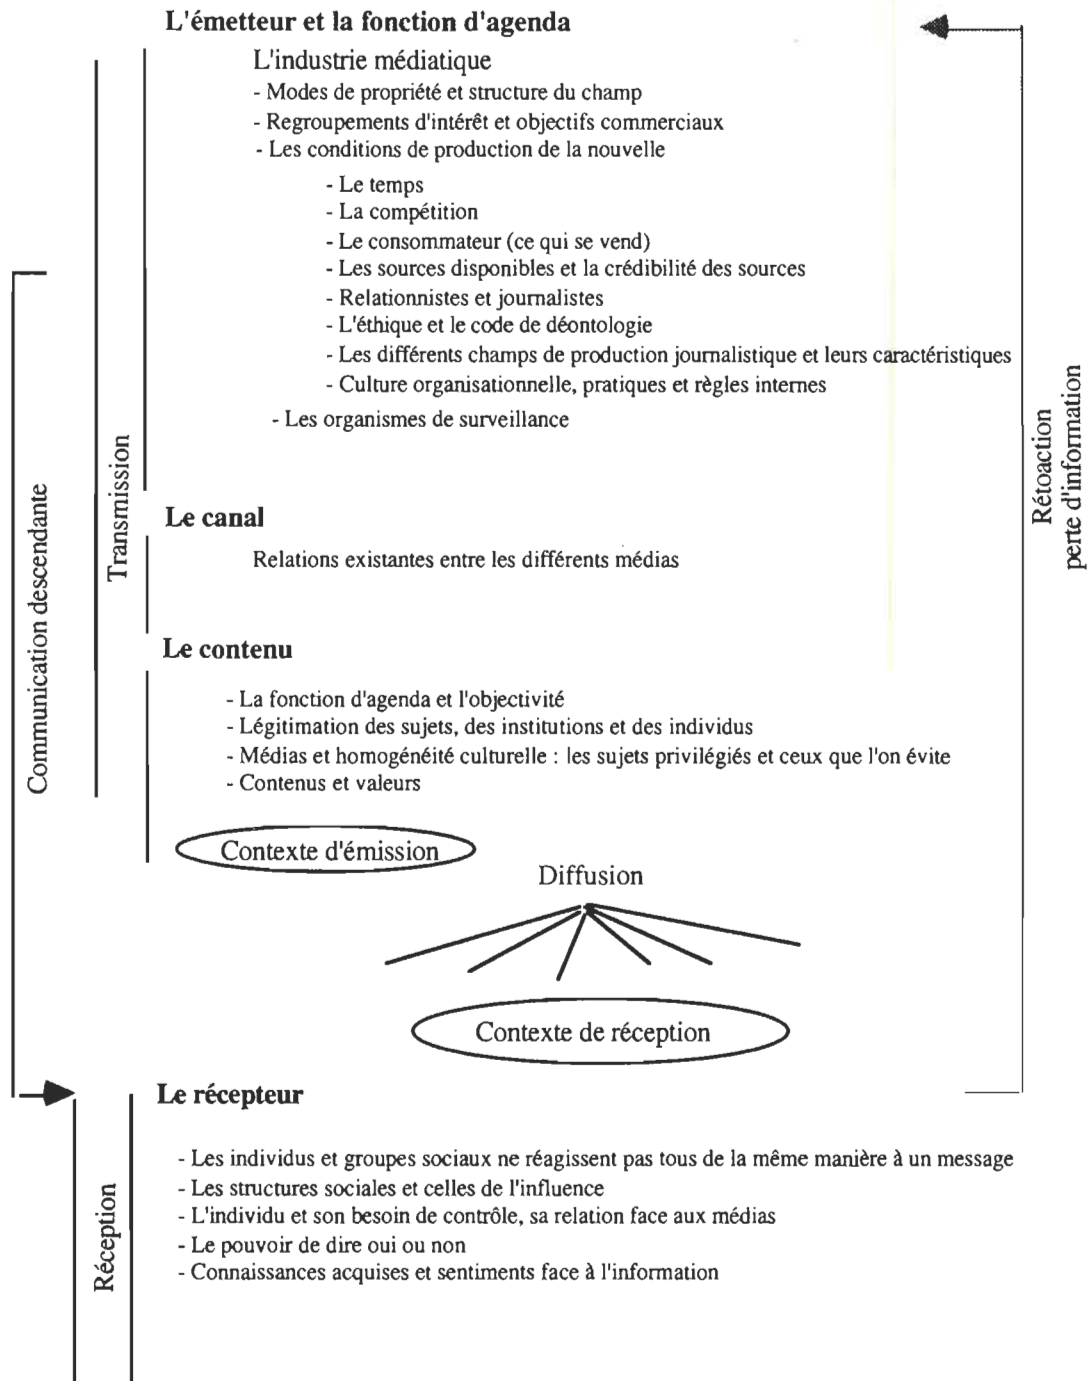 L'émetteur et la fonction d'agenda
L'industrie médiatique
- Modes de propriété et structure du champ
- Regroupements d'intérêt et objectifs commerciaux
- Les conditions de production de la nouvelle
- Le temps
- La compétition
- Le consommateur (ce qui se vend)
- Les sources disponibles et la crédibilité des sources
- Relationnistes et journalistes
- L'éthique et le code de déontologie
- Les différents champs de production journalistique et leurs caractéristiques
- Culture organisationnelle, pratiques et règles internes
- Les organismes de surveillance
Communication descendante
Transmission
Le canal
Relations existantes entre les différents médias
Le contenu
- La fonction d'agenda et l'objectivité
- Légitimation des sujets, des institutions et des individus
- Médias et homogénéité culturelle : les sujets privilégiés et ceux que l'on évite
- Contenus et valeurs
Contexte d'émission
Diffusion
Contexte de réception
Rétoaction
perte d'information
Le récepteur
Réception
- Les individus et groupes sociaux ne réagissent pas tous de la même manière à un message
- Les structures sociales et celles de l'influence
- L'individu et son besoin de contrôle, sa relation face aux médias
- Le pouvoir de dire oui ou non
- Connaissances acquises et sentiments face à l'information